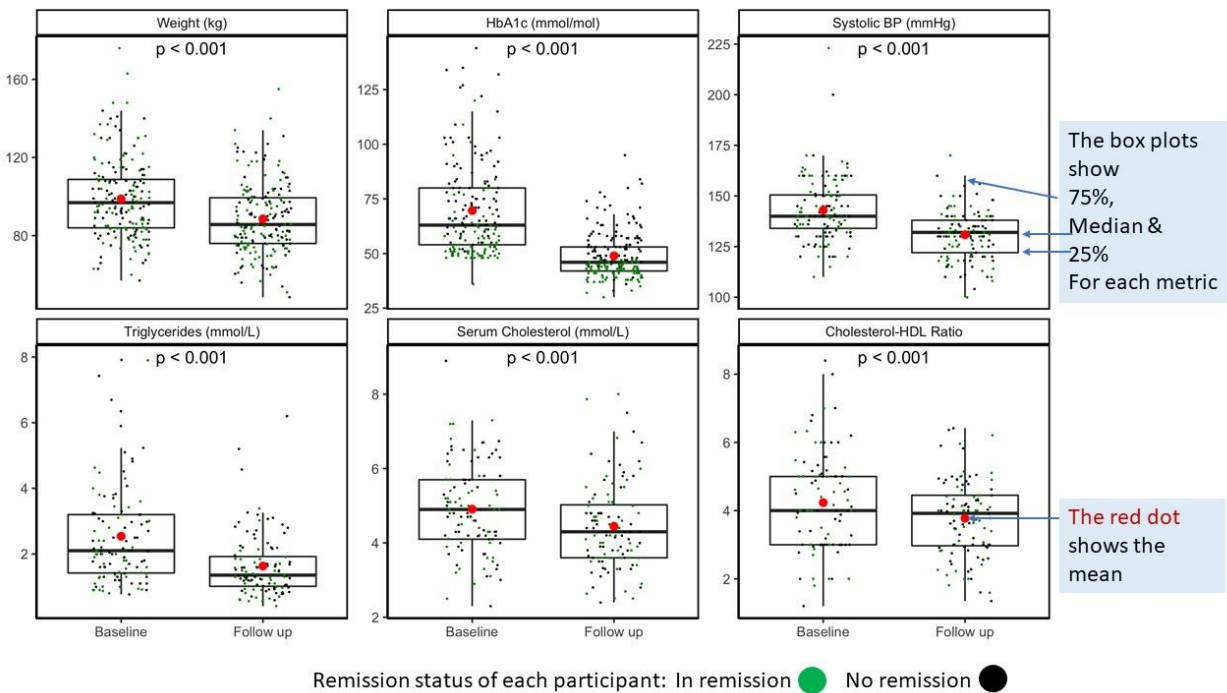 Weight (kg)
HbA1c (mmol/mol)
Systolic BP (mmHg)
p < 0.001
p < 0.001
p < 0.001
160
120
80
125
100
75
50
25
225
200
175
150
125
100
The box plots
show
75%,
Median &
25%
For each metric
Triglycerides (mmol/L)
Serum Cholesterol (mmol/L)
Cholesterol-HDL Ratio
p < 0.001
p < 0.001
p < 0.001
8
6
4
2
8
6
4
2
8
6
4
2
The red dot
shows the
mean
Baseline
Follow up
Baseline
Follow up
Baseline
Follow up
Remission status of each participant: In remission No remission